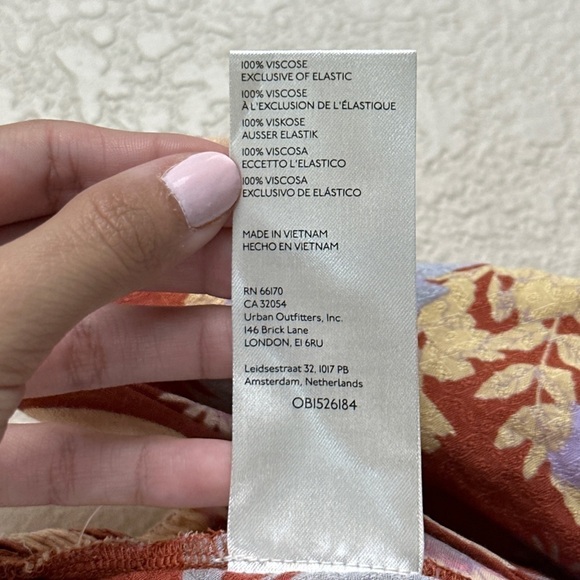 100% VISCOSE
EXCLUSIVE OF ELASTIC
100% VISCOSE
À L'EXCLUSION DE L'ÉLASTIQUE
100% VISKOSE
AUSSER ELASTIK
100% VISCOSA
ECCETTO L'ELASTICO
100% VISCOSA
EXCLUSIVO DE ELÁSTICO
MADE IN VIETNAM
HECHO EN VIETNAM
RN 66170
CA 32054
Urban Outfitters, Inc.
146 Brick Lane
LONDON, E1 6RU
Leidsestraat 32, 1017 PB
Amsterdam, Netherlands
OB1526184